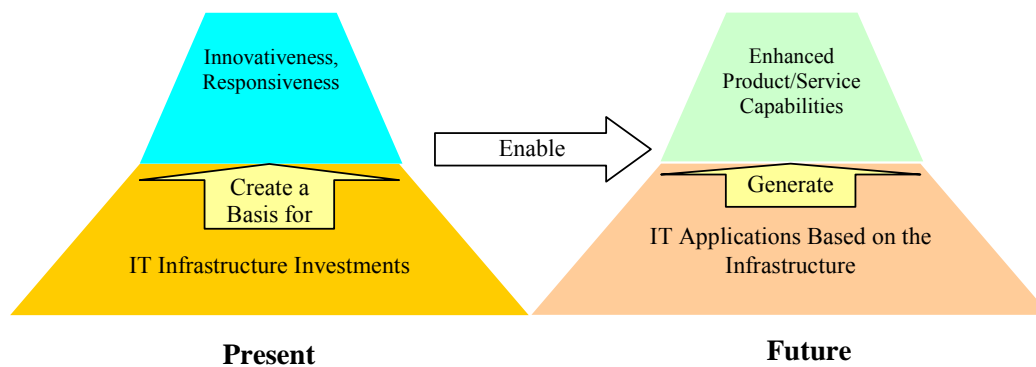 Innovativeness,
Responsiveness
Create a
Basis for
IT Infrastructure Investments
Present
Enable
Enhanced
Product/Service
Capabilities
Generate
IT Applications Based on the
Infrastructure
Future